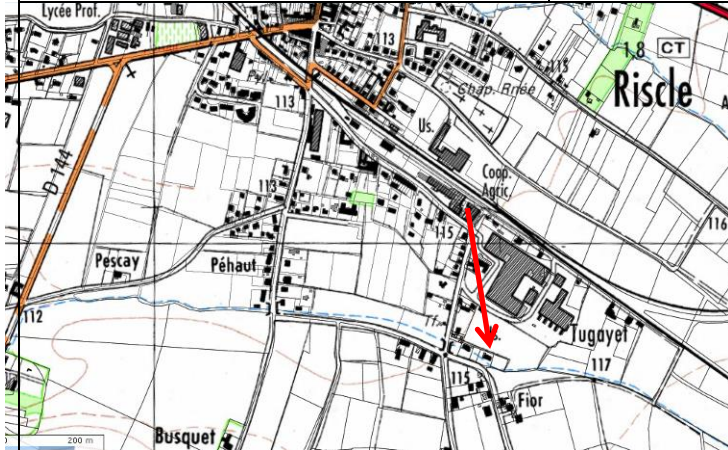 Lycée Prof.
113
1.8 CT
Riscle
115
Chap. Rnée
113
Us.
D 144
Coop.
Agric.
113
116
115
Pescay
Péhaut
112
Tugayet
117
115
Fior
Busquet
200 m